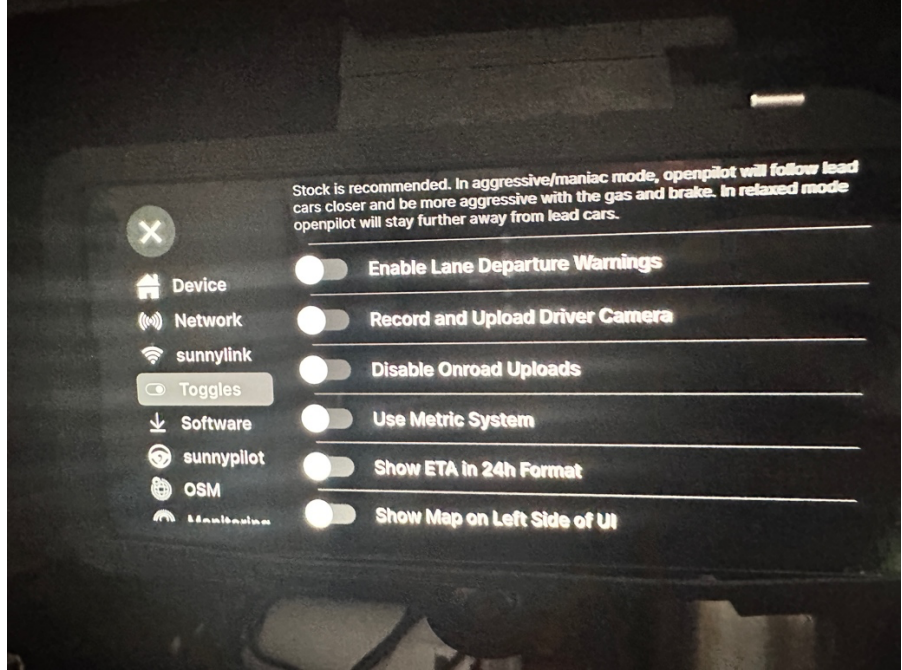 Stock is recommended. In aggressive/maniac mode, openpilot will follow lead
cars closer and be more aggressive with the gas and brake. In relaxed mode
openpilot will stay further away from lead cars.
Device
Network
sunnylink
Toggles
Software
sunnypilot
OSM
Monitoring
Enable Lane Departure Warnings
Record and Upload Driver Camera
Disable Onroad Uploads
Use Metric System
Show ETA in 24h Format
Show Map on Left Side of UI